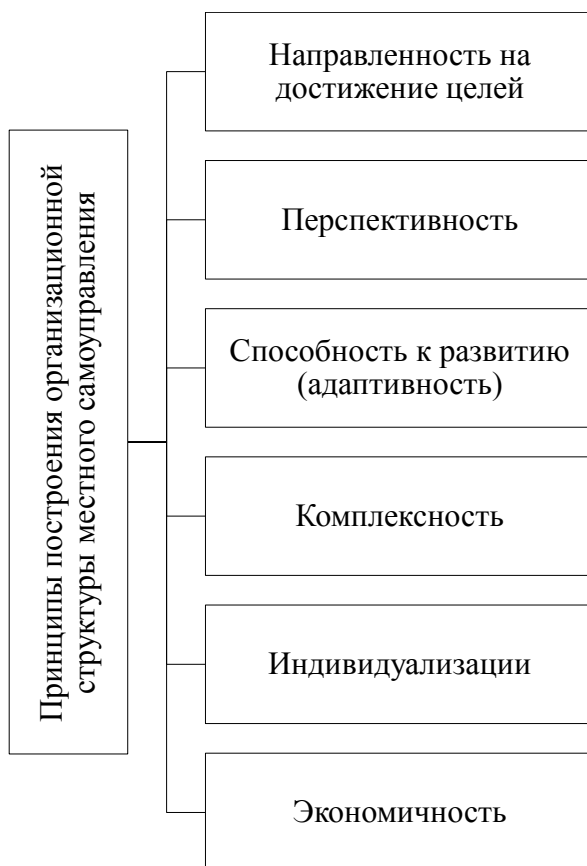 Принципы построения организационной
структуры местного самоуправления
Направленность на
достижение целей
Перспективность
Способность к развитию
(адаптивность)
Комплексность
Индивидуализации
Экономичность